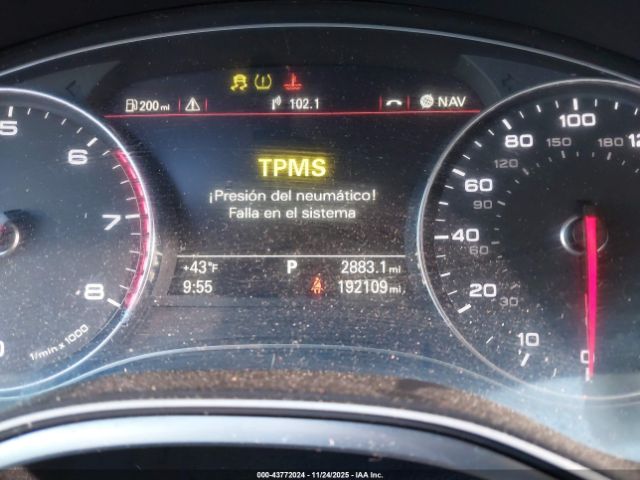 200 mi 102.1 NAV
TPMS
¡Presión del neumático!
Falla en el sistema
+43°F P 2883.1 mi
9:55 192109 mi
5
6
7
8
1/min x 1000
0
10
20
40
60
80
100
12
30
90
120
150
180
000-43772024 - 11/24/2025 - IAA Inc.